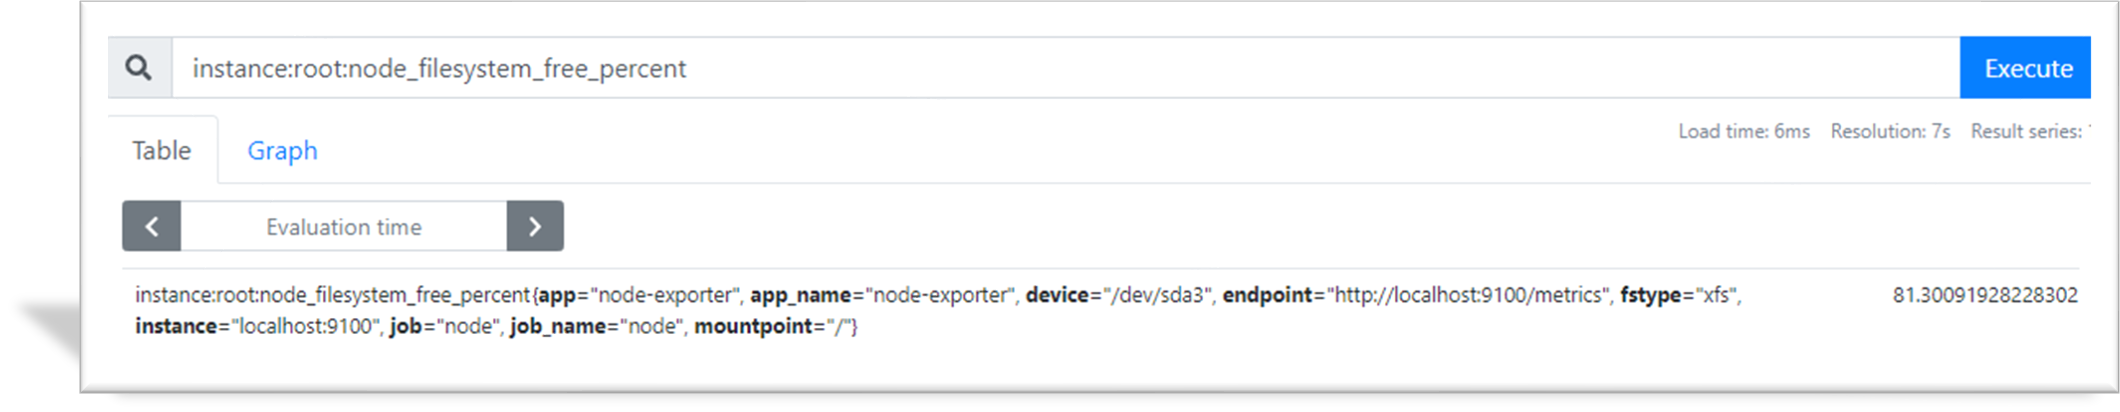 instance:root:node_filesystem_free_percent
Execute
Table
Graph
Load time: 6ms Resolution: 7s Result series:
Evaluation time
instance:root:node_filesystem_free_percent{app="node-exporter", app_name="node-exporter", device="/dev/sda3", endpoint="http://localhost:9100/metrics", fstype="xfs",
instance="localhost:9100", job="node", job_name="node", mountpoint="/"}
81.30091928228302